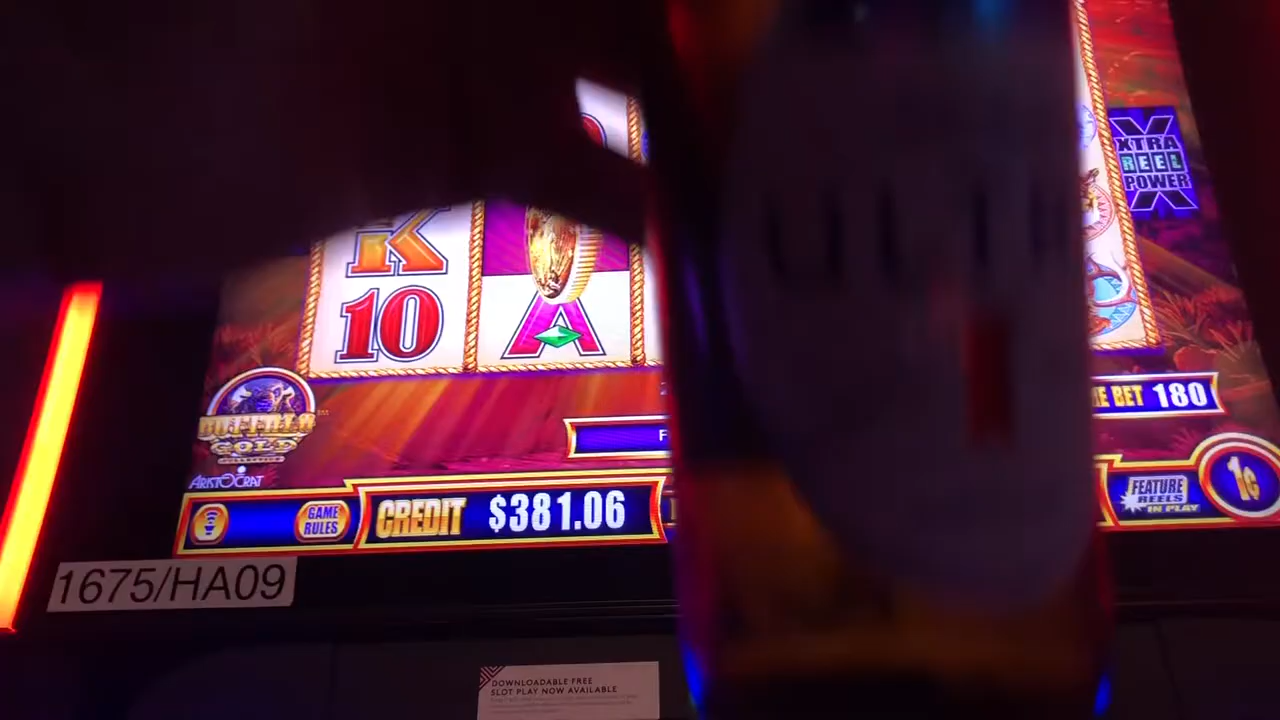 XTRA
REEL
POWER
K
10
A
BUFFALO
GOLD
COLLECTION
ARISTOCRAT
BET 180
GAME
RULES
CREDIT $381.06
FEATURE
REELS
IN PLAY
1¢
1675/HA09
DOWNLOADABLE FREE
SLOT PLAY NOW AVAILABLE